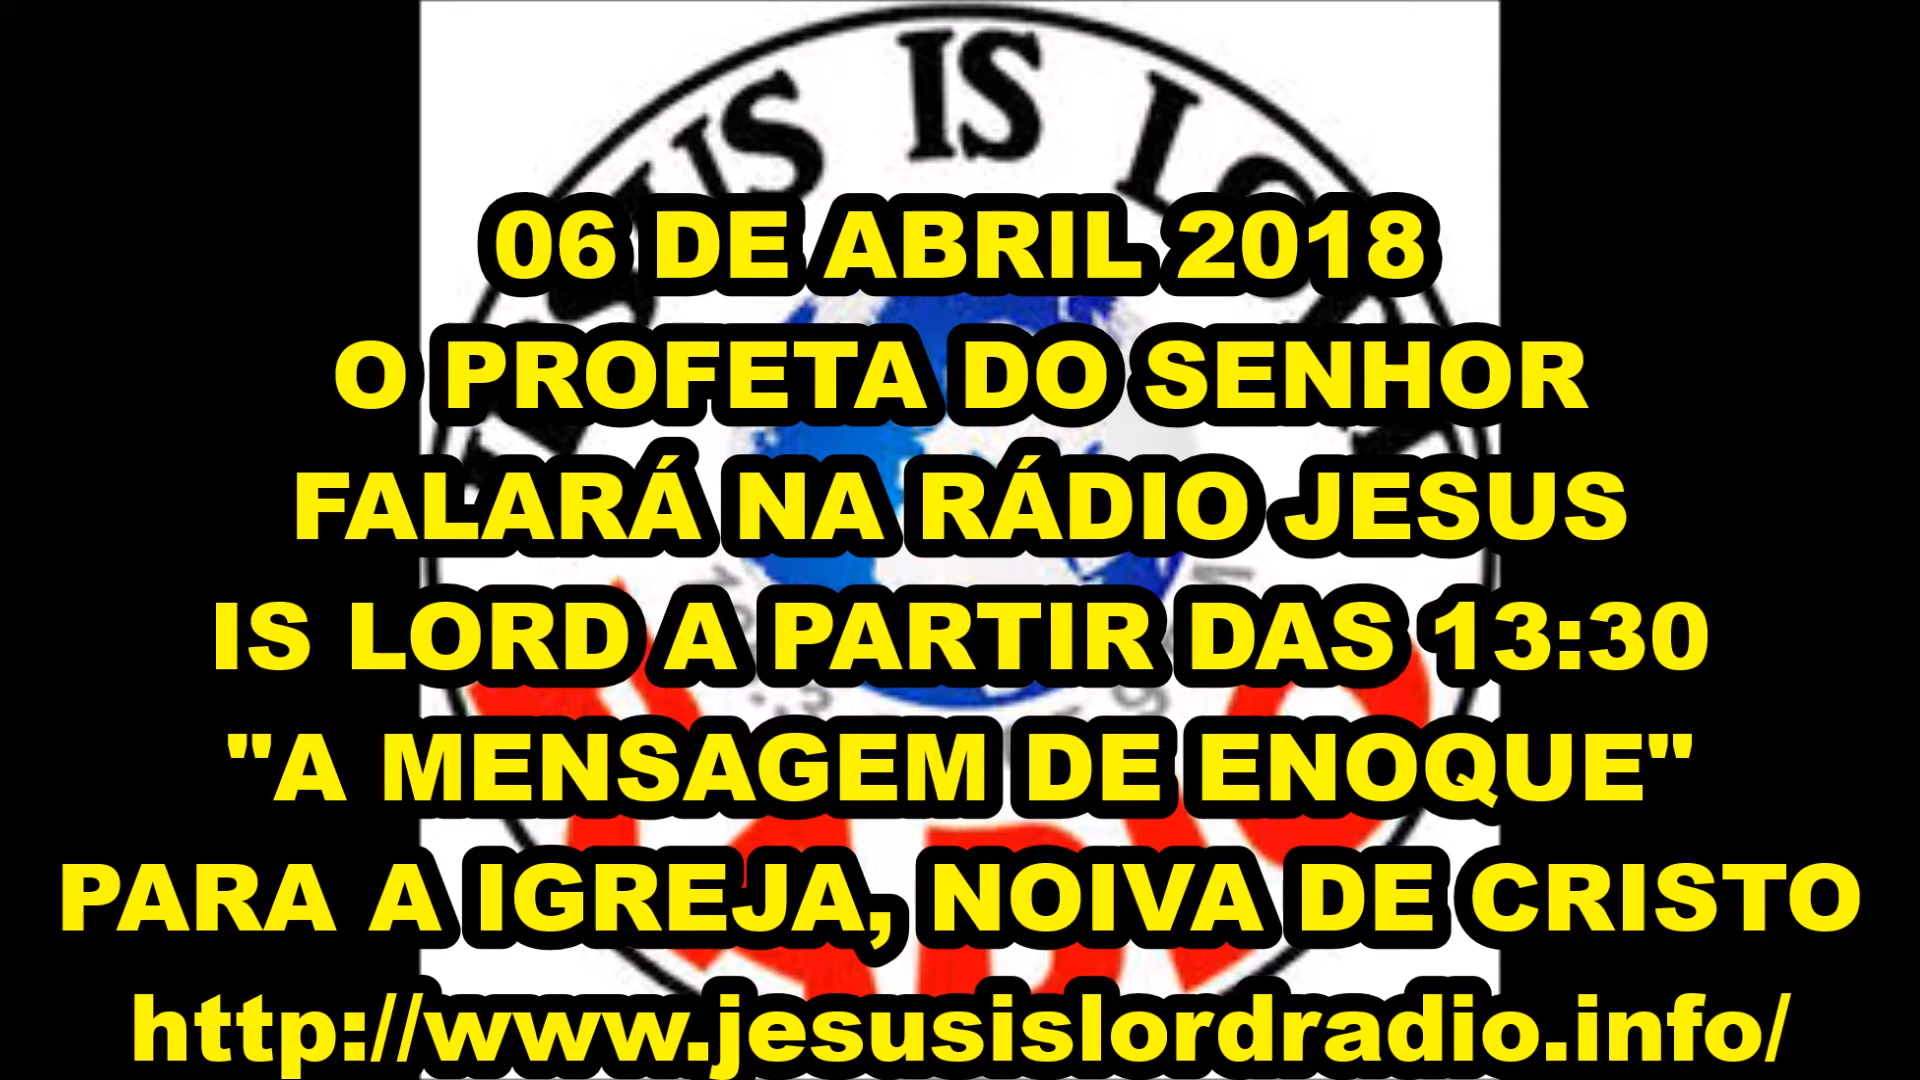 JESUS IS LORD
06 DE ABRIL 2018
O PROFETA DO SENHOR
FALARÁ NA RÁDIO JESUS
IS LORD A PARTIR DAS 13:30
"A MENSAGEM DE ENOQUE"
PARA A IGREJA, NOIVA DE CRISTO
RADIO
http://www.jesusislordradio.info/